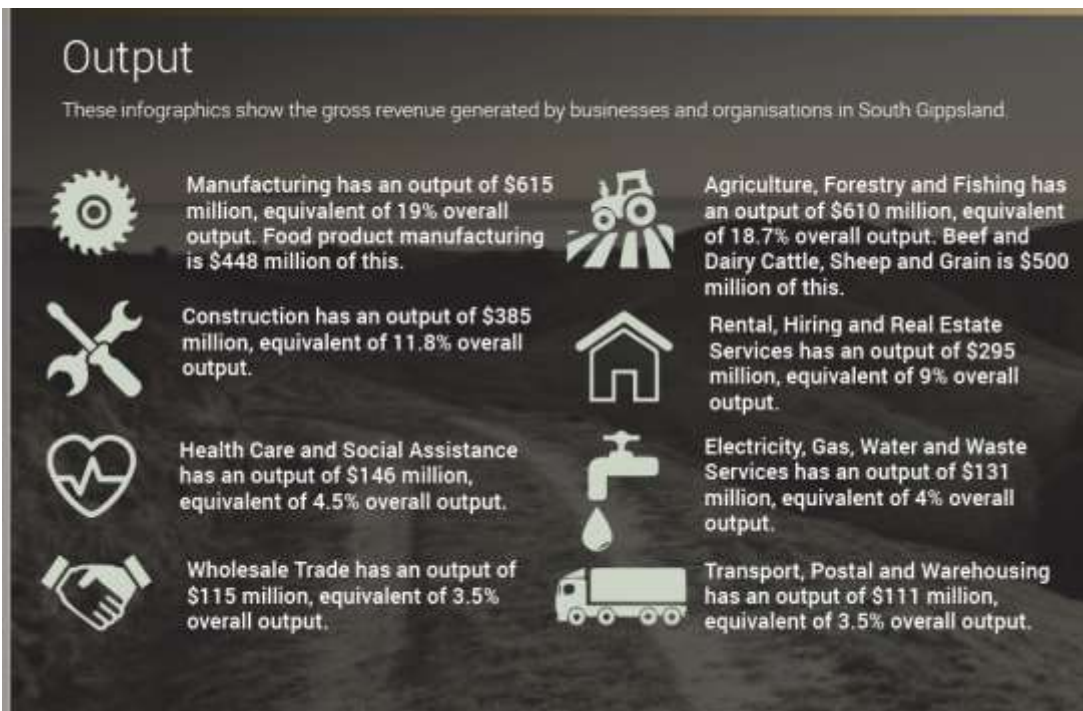 Output
These infographics show the gross revenue generated by businesses and organisations in South Gippsland.
Manufacturing has an output of $615
million, equivalent of 19% overall
output. Food product manufacturing
is $448 million of this.
Agriculture, Forestry and Fishing has
an output of $610 million, equivalent
of 18.7% overall output. Beef and
Dairy Cattle, Sheep and Grain is $500
million of this.
Construction has an output of $385
million, equivalent of 11.8% overall
output.
Rental, Hiring and Real Estate
Services has an output of $295
million, equivalent of 9% overall
output.
Health Care and Social Assistance
has an output of $146 million,
equivalent of 4.5% overall output.
Electricity, Gas, Water and Waste
Services has an output of $131
million, equivalent of 4% overall
output.
Wholesale Trade has an output of
$115 million, equivalent of 3.5%
overall output.
Transport, Postal and Warehousing
has an output of $111 million,
equivalent of 3.5% overall output.